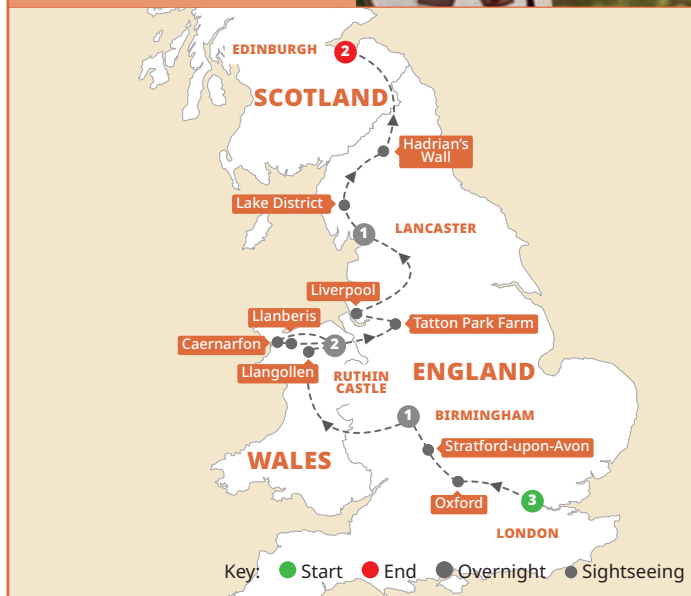 EDINBURGH
2
SCOTLAND
Hadrian's
Wall
Lake District
1
LANCASTER
Liverpool
Llanberis
Tatton Park Farm
Caernarfon
2
Llangollen
RUTHIN
CASTLE
ENGLAND
1
BIRMINGHAM
Stratford-upon-Avon
WALES
Oxford
3
LONDON
Key: Start End Overnight Sightseeing